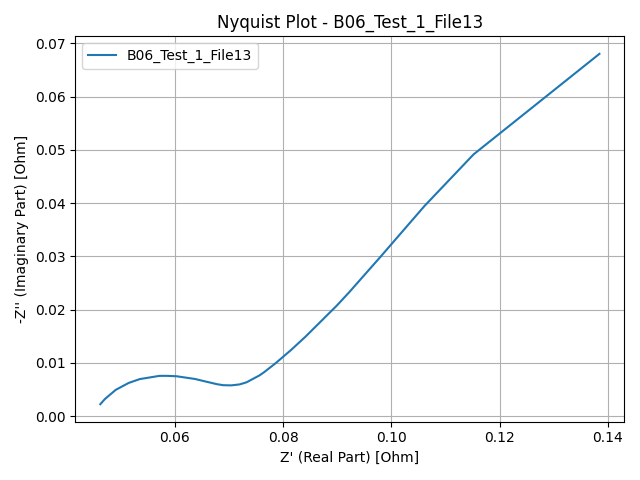 Nyquist Plot - B06_Test_1_File13
B06_Test_1_File13
-Z'' (Imaginary Part) [Ohm]
0.07
0.06
0.05
0.04
0.03
0.02
0.01
0.00
0.06 0.08 0.10 0.12 0.14
Z' (Real Part) [Ohm]